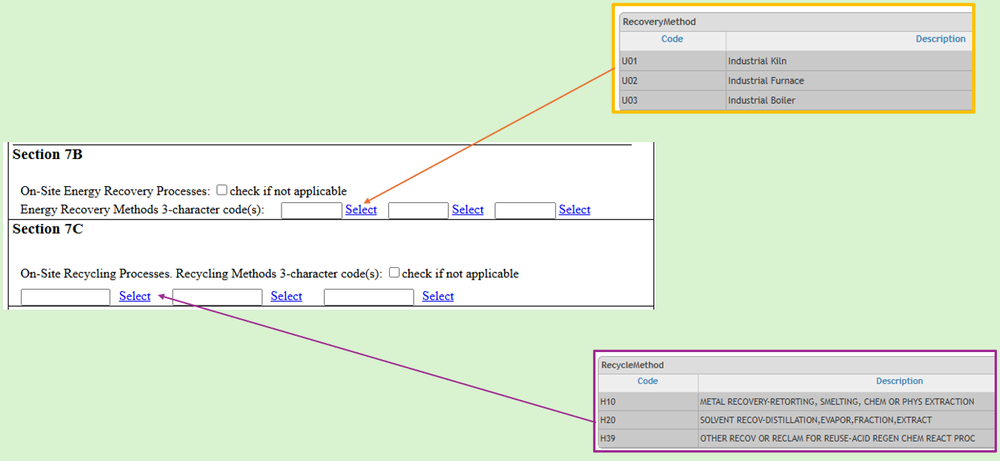 RecoveryMethod
Code Description
U01 Industrial Kiln
U02 Industrial Furnace
U03 Industrial Boiler
Section 7B
On-Site Energy Recovery Processes: check if not applicable
Energy Recovery Methods 3-character code(s): Select Select Select
Section 7C
On-Site Recycling Processes. Recycling Methods 3-character code(s): check if not applicable
Select Select Select
RecycleMethod
Code Description
H10 METAL RECOVERY-RETORTING, SMELTING, CHEM OR PHYS EXTRACTION
H20 SOLVENT RECOV-DISTILLATION,EVAPOR,FRACTION,EXTRACT
H39 OTHER RECOV OR RECLAM FOR REUSE-ACID REGEN CHEM REACT PROC